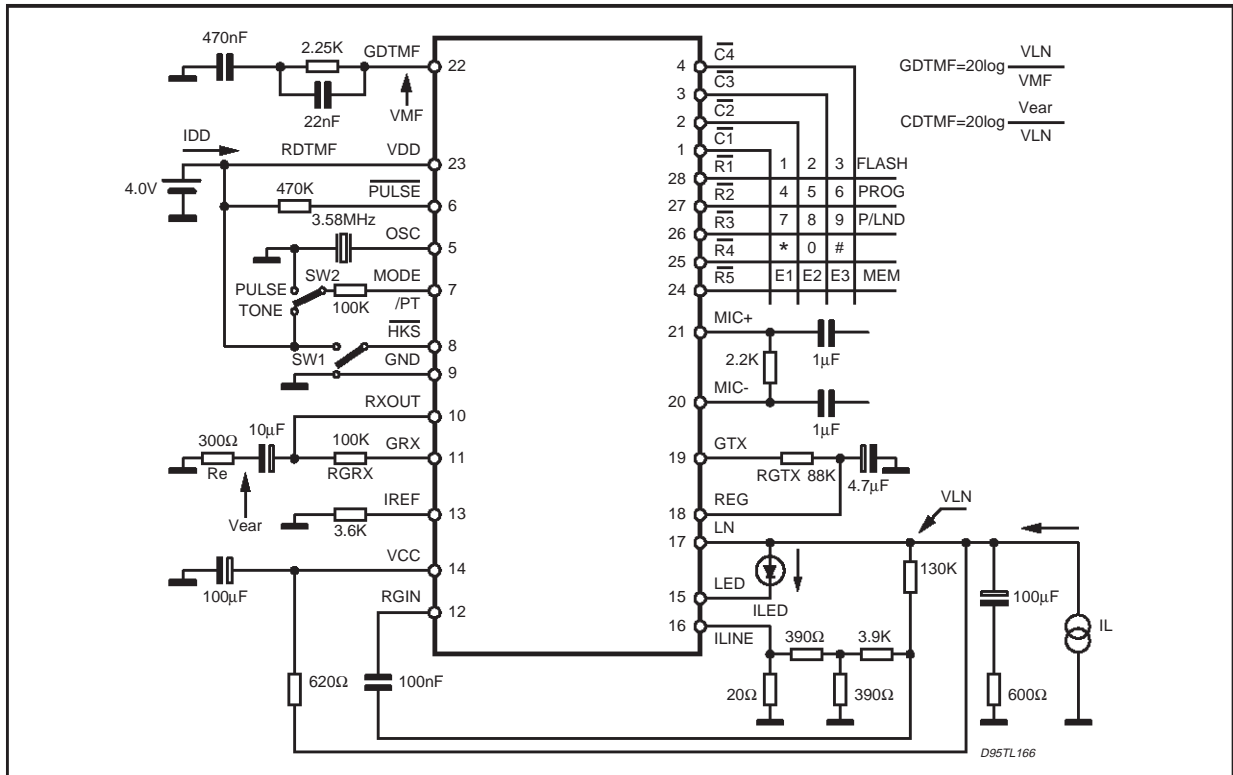 470nF
2.25K
GDTMF
22
22nF
VMF
IDD
RDTMF
VDD
23
4.0V
470K
PULSE
6
3.58MHz
OSC
5
SW2
MODE
7
PULSE
TONE
100K
/PT
HKS
8
SW1
GND
9
RXOUT
10
10µF
300Ω
100K
GRX
11
Re
RGRX
Vear
IREF
13
3.6K
VCC
14
100µF
RGIN
12
620Ω
100nF
4
C4
3
C3
2
C2
1
C1
28
R1
27
R2
26
R3
25
R4
24
R5
1 2 3 FLASH
4 5 6 PROG
7 8 9 P/LND
* 0 #
E1 E2 E3 MEM
GDTMF=20log VLN
VMF
CDTMF=20log Vear
VLN
21
MIC+
2.2K
1µF
20
MIC-
1µF
19
GTX
RGTX 88K
4.7µF
18
REG
VLN
17
LN
130K
100µF
15
LED
ILED
IL
16
ILINE
390Ω
3.9K
20Ω
390Ω
600Ω
D95TL166